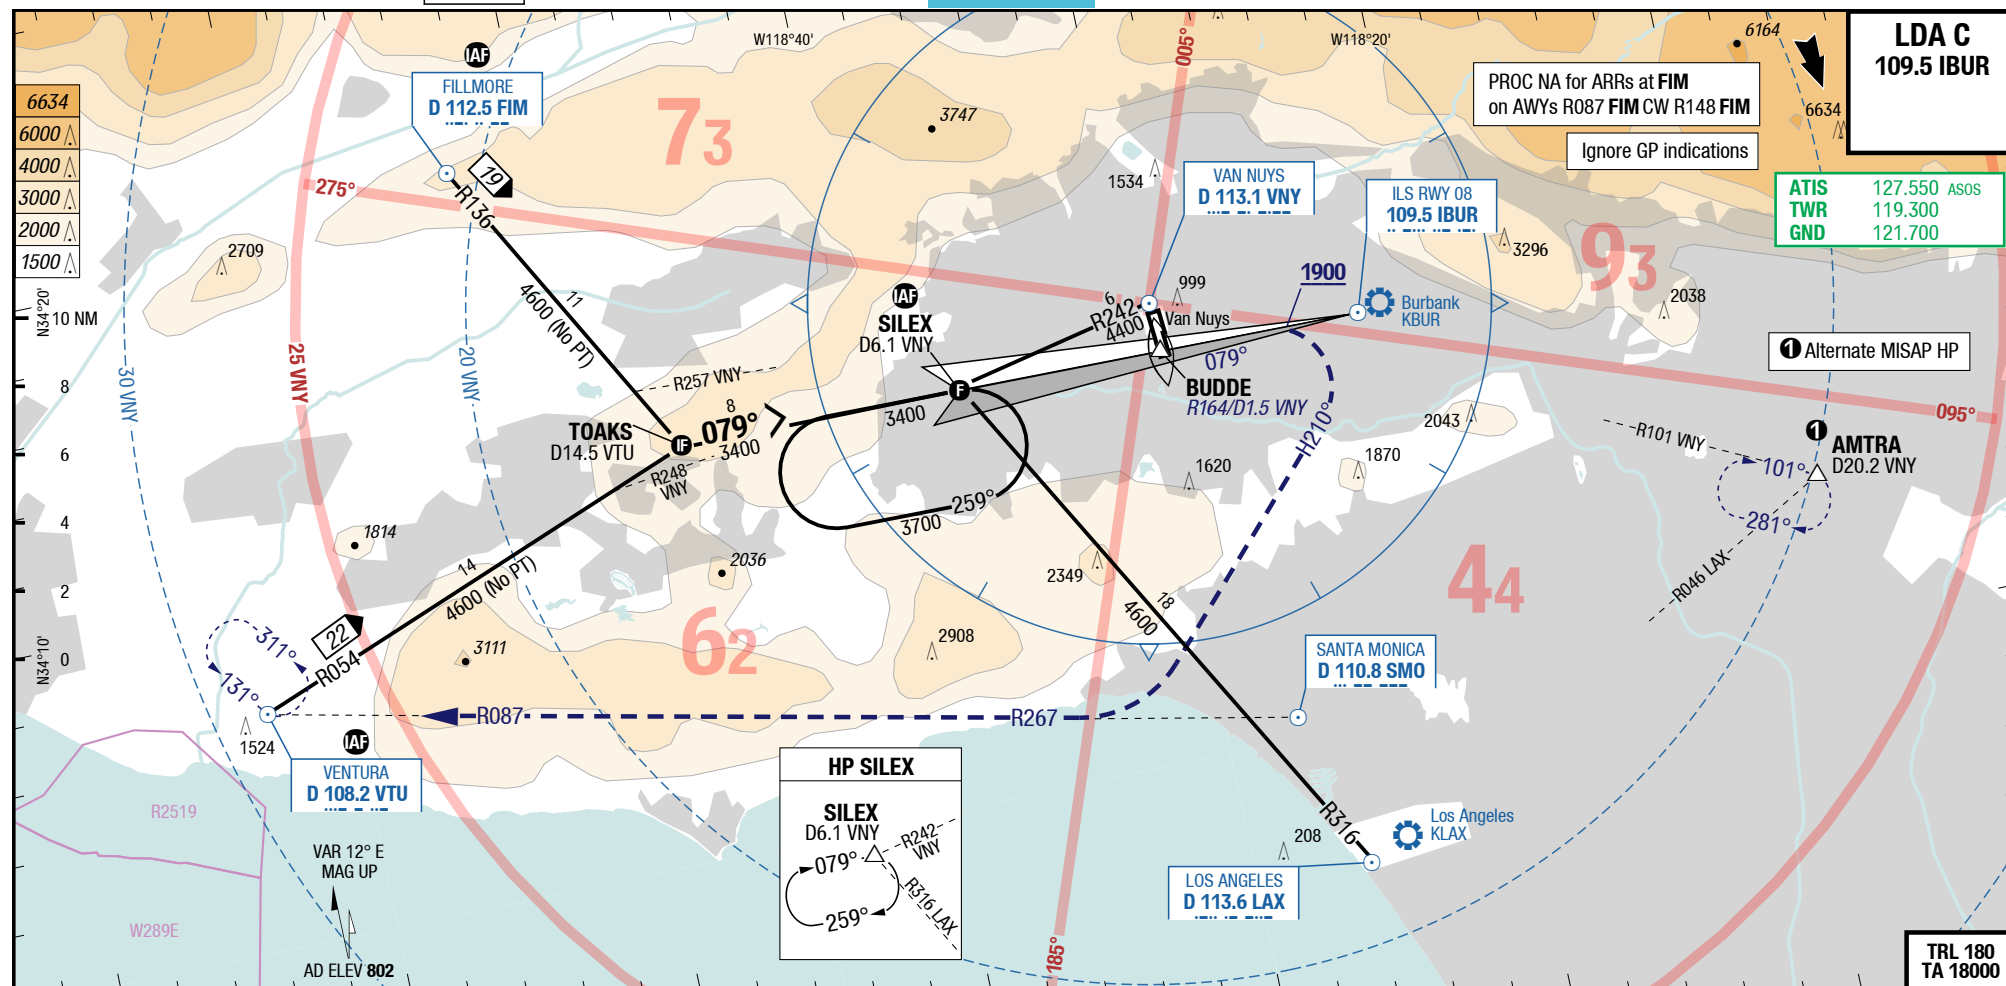 LDA C
109.5 IBUR
6164
6634
W118°40'
W118°20'
005°
IAF
FILLMORE
D 112.5 FIM
6634
6000
4000
3000
2000
1500
73
3747
PROC NA for ARRs at FIM
on AWYs R087 FIM CW R148 FIM
Ignore GP indications
ATIS 127.550 ASOS
TWR 119.300
GND 121.700
1534
VAN NUYS
D 113.1 VNY
ILS RWY 08
109.5 IBUR
275°
19
R136
2709
3296
93
2038
N34°20'
10 NM
8
6
4
2
0
N34°10'
11
4600 (No PT)
IAF
SILEX
D6.1 VNY
6
R242
4400
999
Van Nuys
1900
Burbank
KBUR
1 Alternate MISAP HP
30 VNY
25 VNY
20 VNY
R257 VNY
8
079°
3400
TOAKS
D14.5 VTU
IF
R248
VNY
F
3400
079°
BUDDE
R164/D1.5 VNY
H210°
2043
095°
R101 VNY
1
AMTRA
D20.2 VNY
101°
281°
R046 LAX
1620
1870
259°
3700
1814
2036
14
4600 (No PT)
22
R054
2349
18
4600
44
62
2908
3111
311°
131°
SANTA MONICA
D 110.8 SMO
R087
R267
1524
IAF
VENTURA
D 108.2 VTU
R2519
W289E
HP SILEX
SILEX
D6.1 VNY
079°
259°
R242
VNY
R316 LAX
R316
Los Angeles
KLAX
208
LOS ANGELES
D 113.6 LAX
VAR 12° E
MAG UP
AD ELEV 802
185°
TRL 180
TA 18000